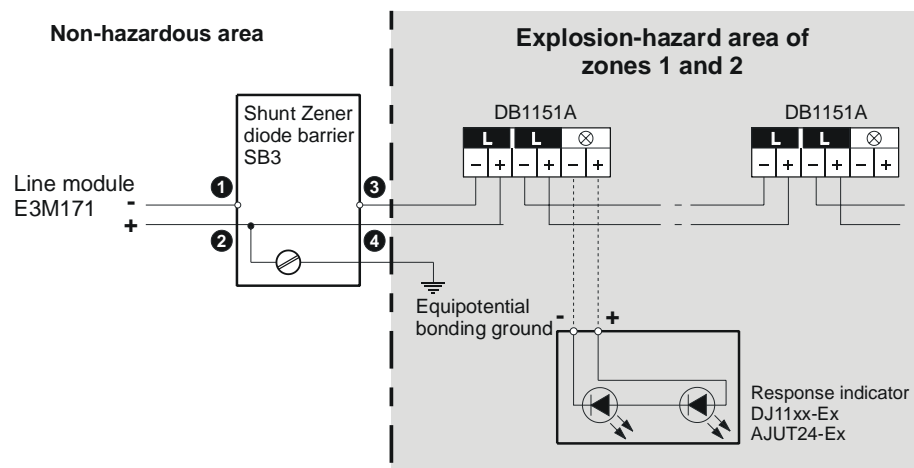 Non-hazardous area
Explosion-hazard area of
zones 1 and 2
Shunt Zener
diode barrier
SB3
DB1151A
DB1151A
L L
L L
- + - + - +
- + - + - +
Line module
E3M171
-
+
1
3
2
4
Equipotential
bonding ground
- +
Response indicator
DJ11xx-Ex
AJUT24-Ex